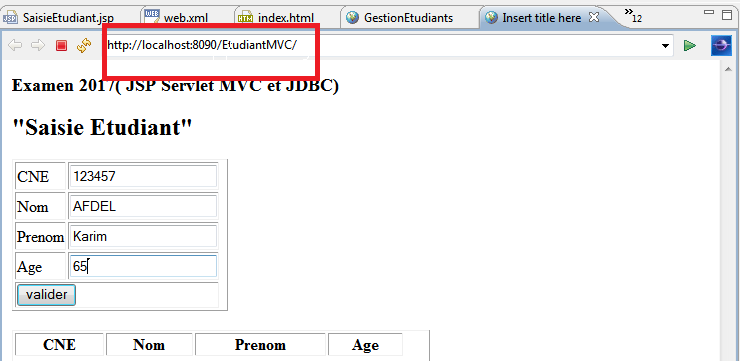 SaisieEtudiant.jsp web.xml index.html GestionEtudiants Insert title here »12
http://localhost:8090/EtudiantMVC/
Examen 2017( JSP Servlet MVC et JDBC)
"Saisie Etudiant"
CNE 123457
Nom AFDEL
Prenom Karim
Age 65
valider
CNE Nom Prenom Age